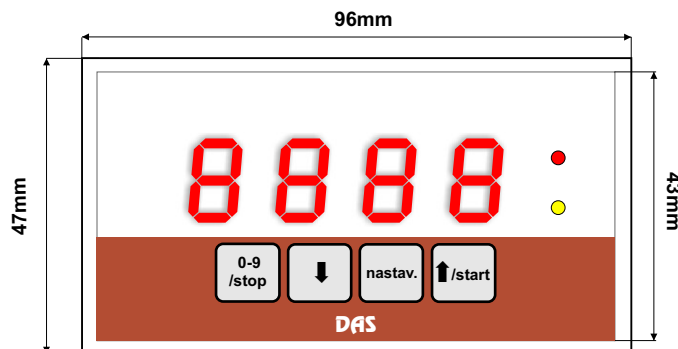 96mm
47mm
8888
43mm
0-9
/stop
⬇
nastav.
⬆/start
DAS